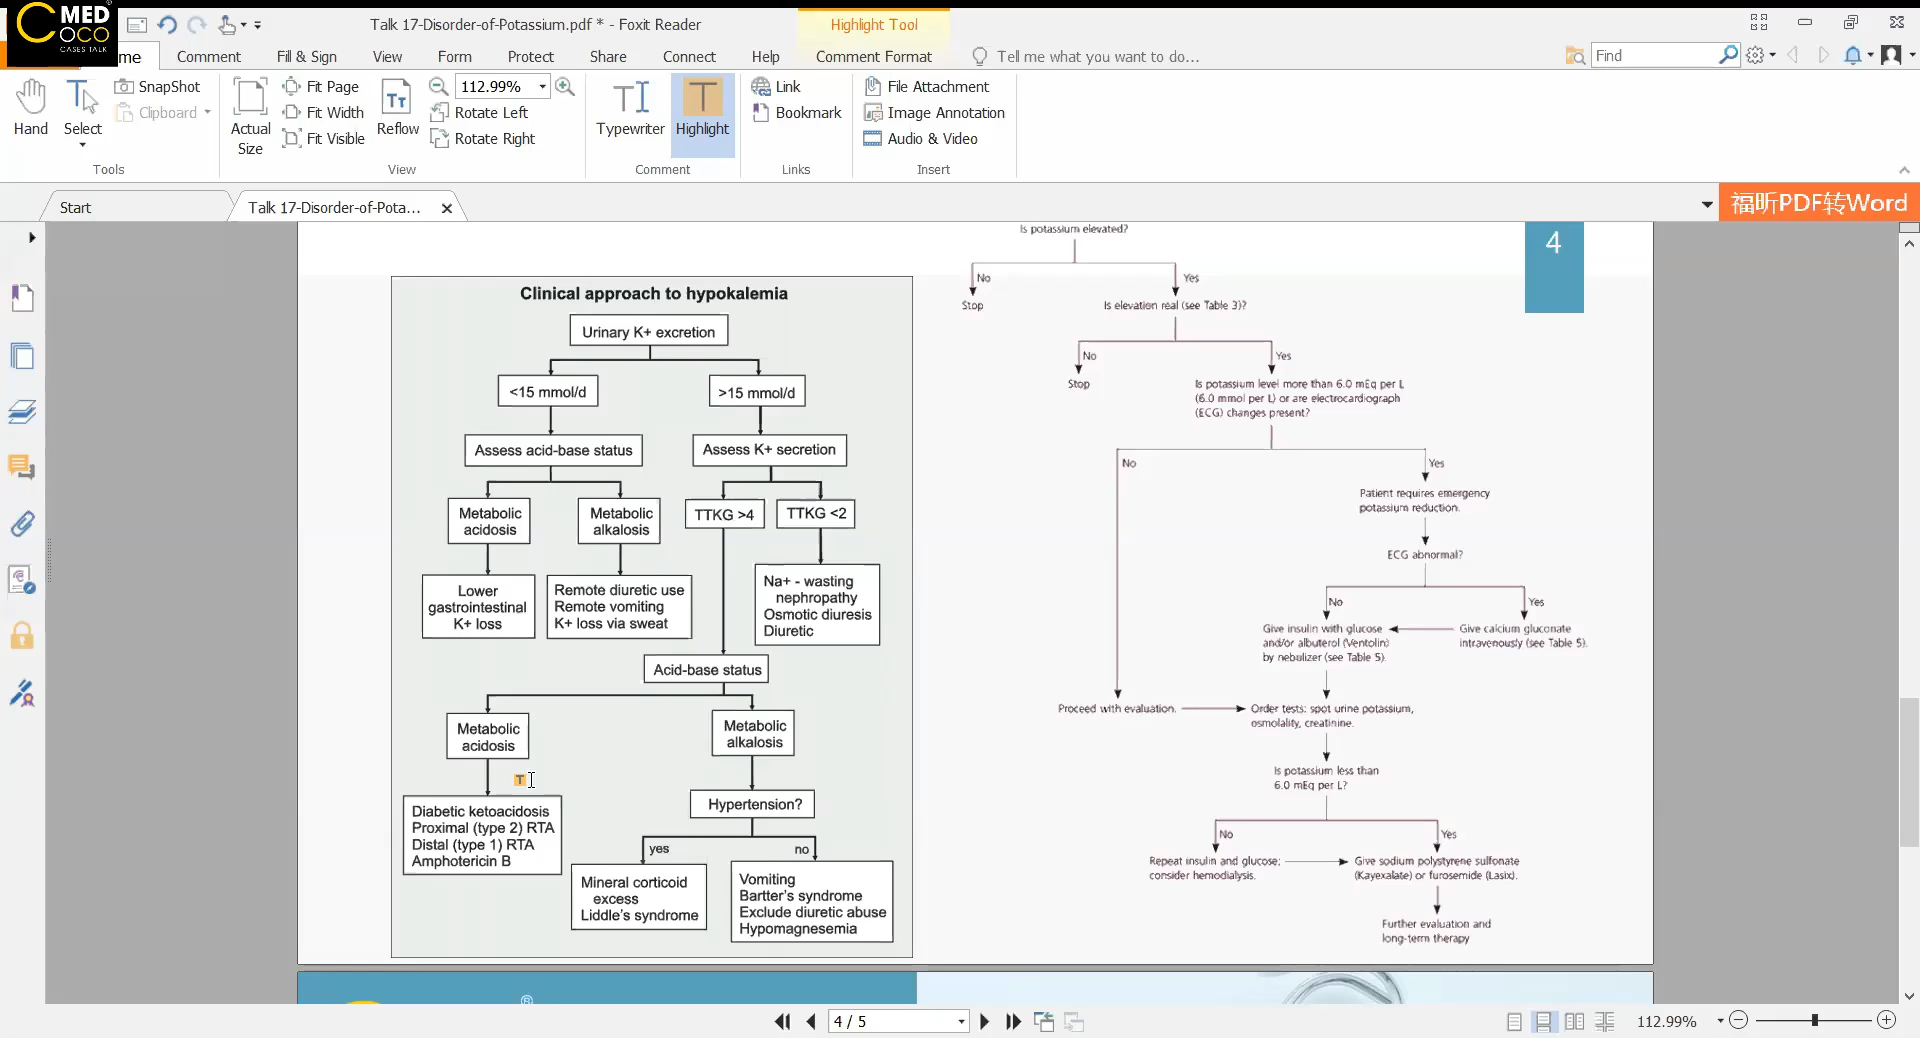 MED
COCO
CASES TALK
Talk 17-Disorder-of-Potassium.pdf * - Foxit Reader
Highlight Tool
me
Comment
Fill & Sign
View
Form
Protect
Share
Connect
Help
Comment Format
Tell me what you want to do...
Find
Hand
Select
SnapShot
Clipboard
Actual
Size
Fit Page
Fit Width
Fit Visible
Reflow
112.99%
Rotate Left
Rotate Right
Typewriter
Highlight
Link
Bookmark
File Attachment
Image Annotation
Audio & Video
Tools
View
Comment
Links
Insert
Start
Talk 17-Disorder-of-Pota...
福昕PDF转Word
Clinical approach to hypokalemia
Urinary K+ excretion
<15 mmol/d
>15 mmol/d
Assess acid-base status
Assess K+ secretion
Metabolic
acidosis
Metabolic
alkalosis
TTKG >4
TTKG <2
Lower
gastrointestinal
K+ loss
Remote diuretic use
Remote vomiting
K+ loss via sweat
Na+ - wasting
nephropathy
Osmotic diuresis
Diuretic
Acid-base status
Metabolic
acidosis
Metabolic
alkalosis
Diabetic ketoacidosis
Proximal (type 2) RTA
Distal (type 1) RTA
Amphotericin B
Hypertension?
yes
no
Mineral corticoid
excess
Liddle's syndrome
Vomiting
Bartter's syndrome
Exclude diuretic abuse
Hypomagnesemia
4
Is potassium elevated?
No
Yes
Stop
Is elevation real (see Table 3)?
No
Yes
Stop
Is potassium level more than 6.0 mEq per L
(6.0 mmol per L) or are electrocardiograph
(ECG) changes present?
No
Yes
Patient requires emergency
potassium reduction.
ECG abnormal?
No
Yes
Give insulin with glucose
and/or albuterol (Ventolin)
by nebulizer (see Table 5).
Give calcium gluconate
intravenously (see Table 5).
Proceed with evaluation.
Order tests: spot urine potassium,
osmolality, creatinine.
Is potassium less than
6.0 mEq per L?
No
Yes
Repeat insulin and glucose;
consider hemodialysis.
Give sodium polystyrene sulfonate
(Kayexalate) or furosemide (Lasix).
Further evaluation and
long-term therapy
4 / 5
112.99%